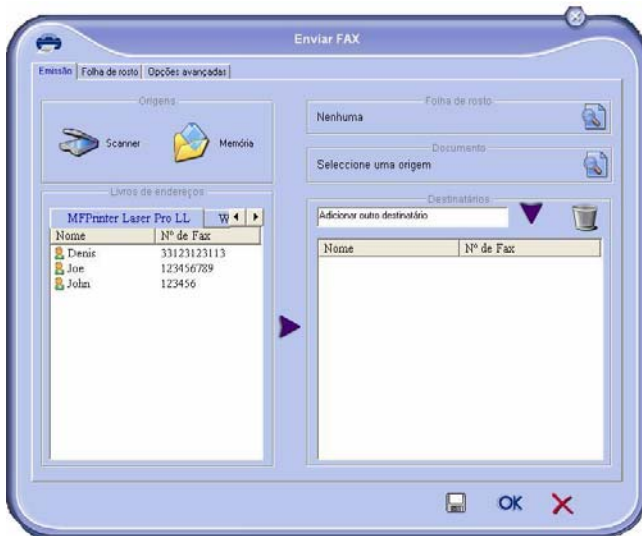 Enviar FAX
Emissão Folha de rosto Opções avançadas
Origens
Scanner Memória
Livros de endereços
MFPrinter Laser Pro LL W
Nome Nº de Fax
Denis 33123123113
Joe 123456789
John 123456
Folha de rosto
Nenhuma
Documento
Seleccione uma origem
Destinatários
Adicionar outro destinatário
Nome Nº de Fax
OK